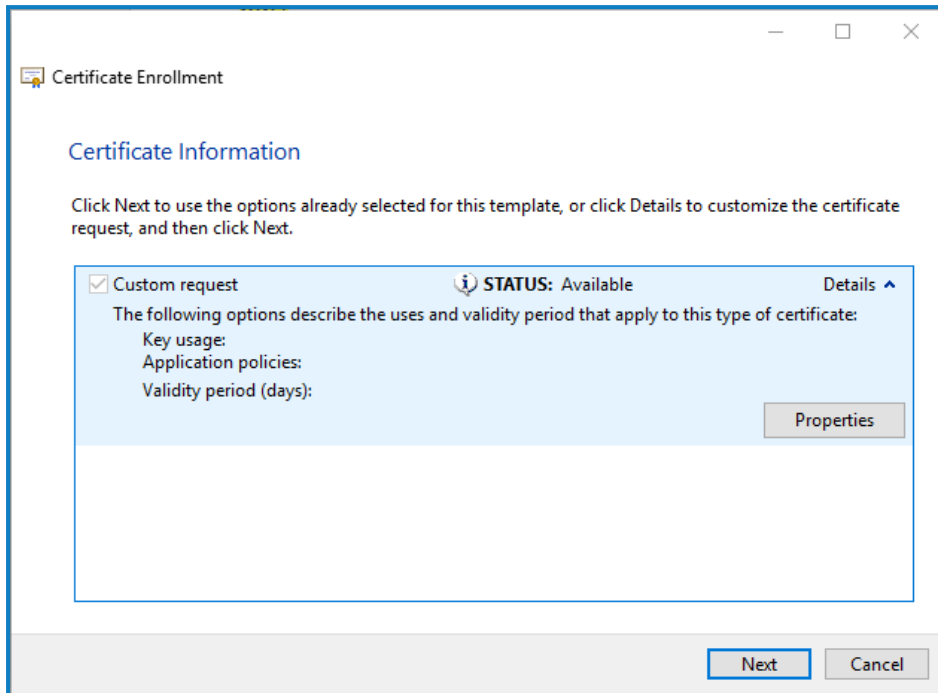 Certificate Enrollment
Certificate Information
Click Next to use the options already selected for this template, or click Details to customize the certificate
request, and then click Next.
Custom request STATUS: Available Details
The following options describe the uses and validity period that apply to this type of certificate:
Key usage:
Application policies:
Validity period (days):
Properties
Next Cancel